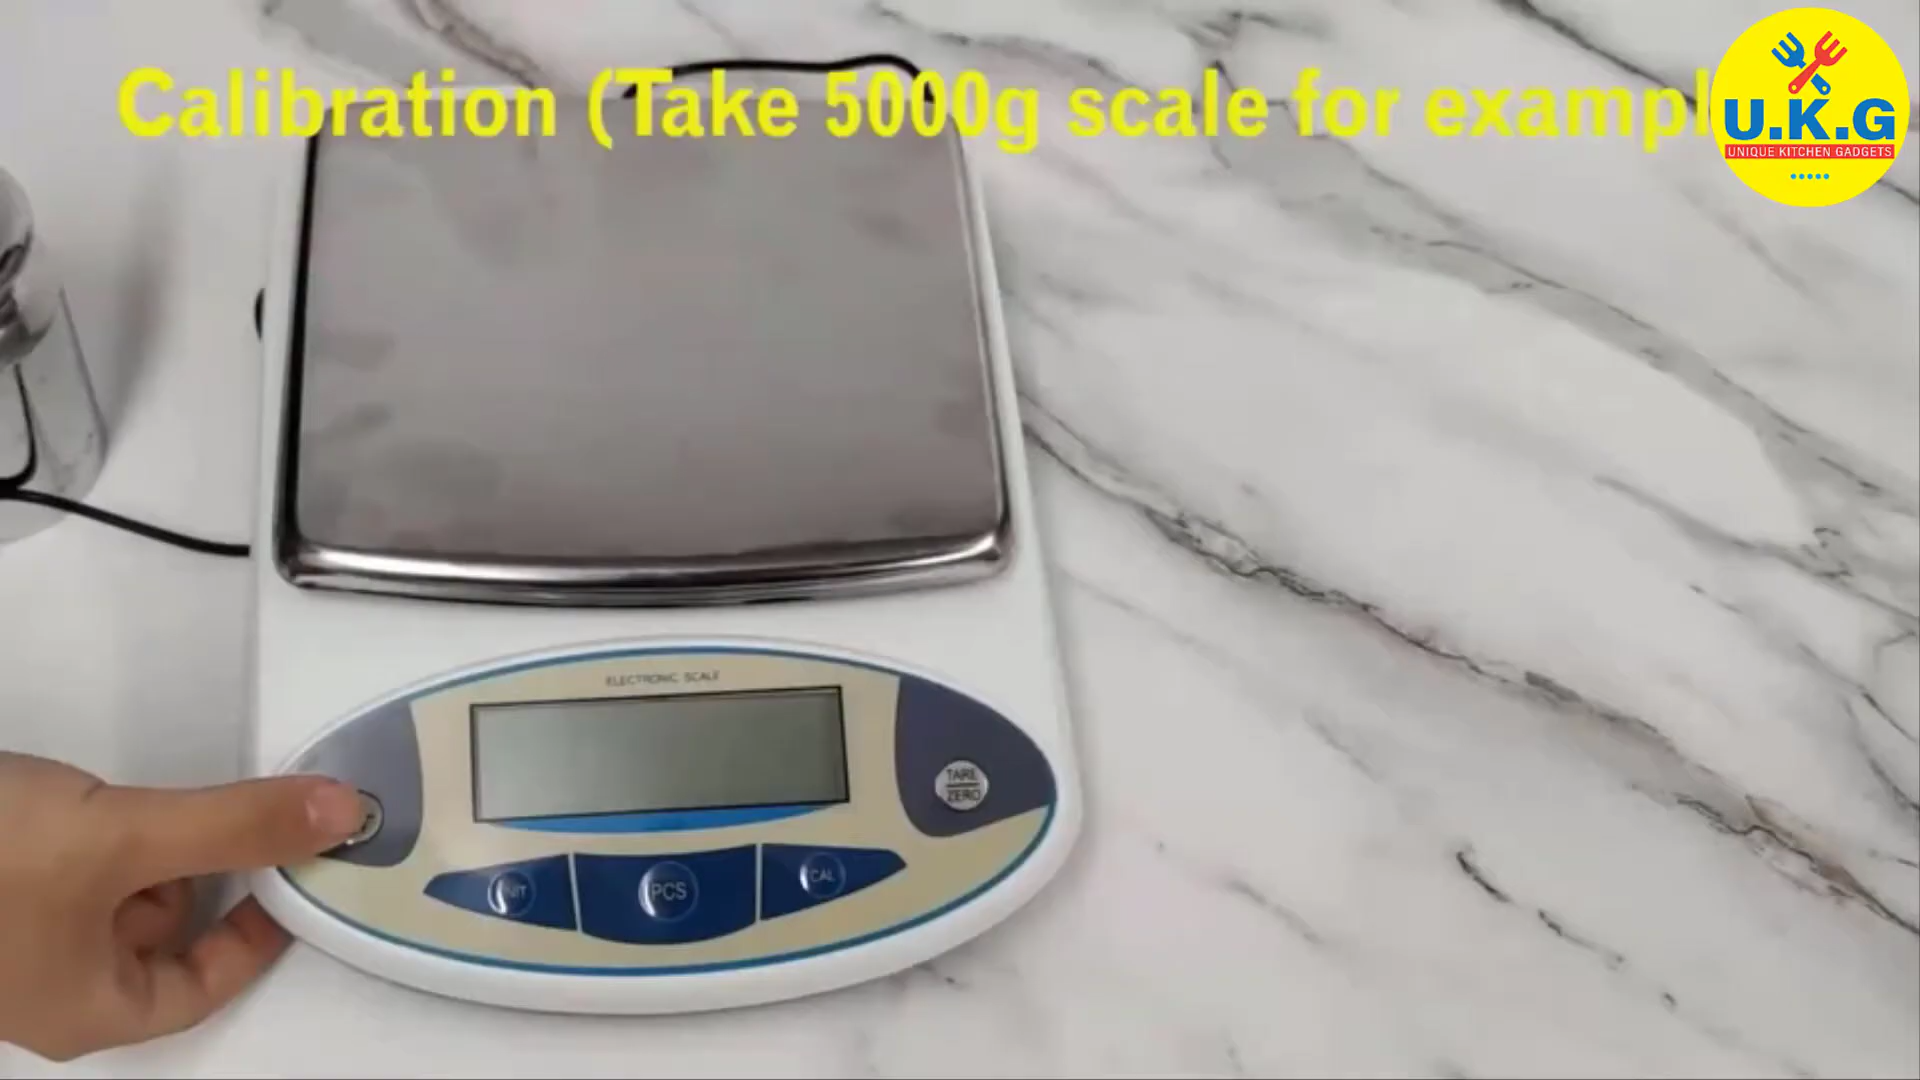 Calibration (Take 5000g scale for exampl
U.K.G
UNIQUE KITCHEN GADGETS
ELECTRONIC SCALE
TARE
ZERO
PCS
CAL